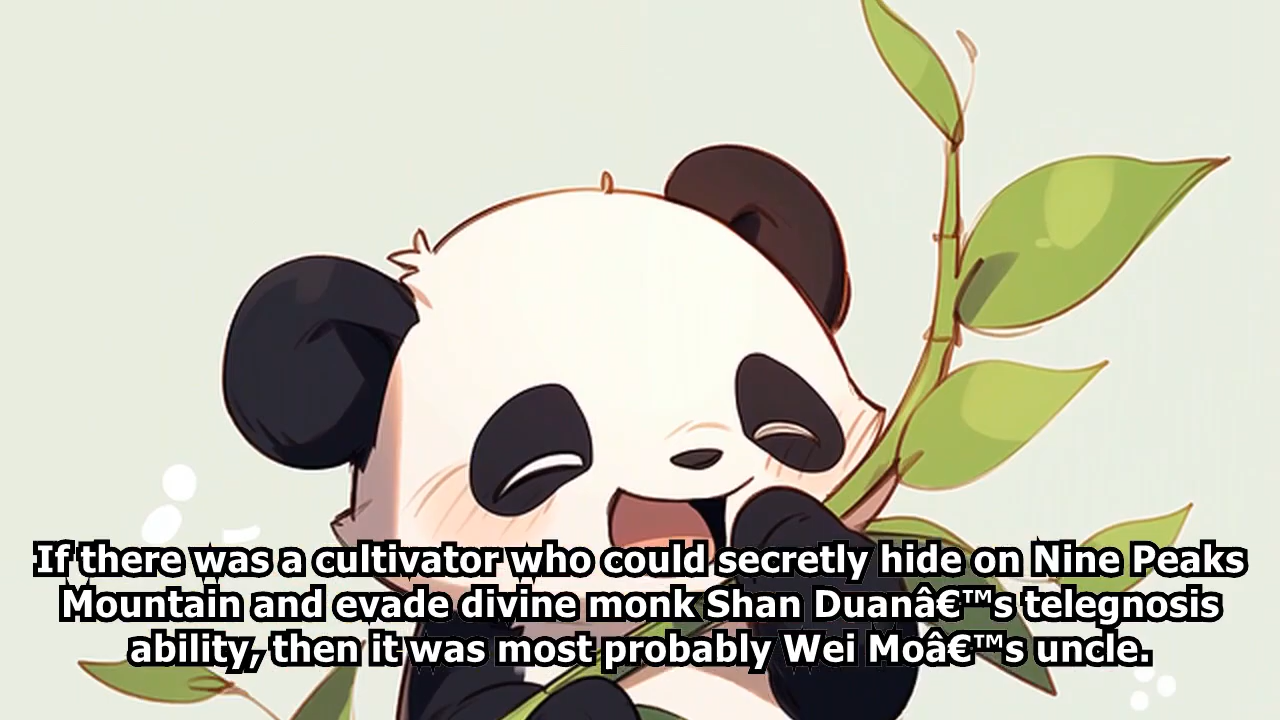 If there was a cultivator who could secretly hide on Nine Peaks
Mountain and evade divine monk Shan Duanâ€™s telegnosis
ability, then it was most probably Wei Moâ€™s uncle.